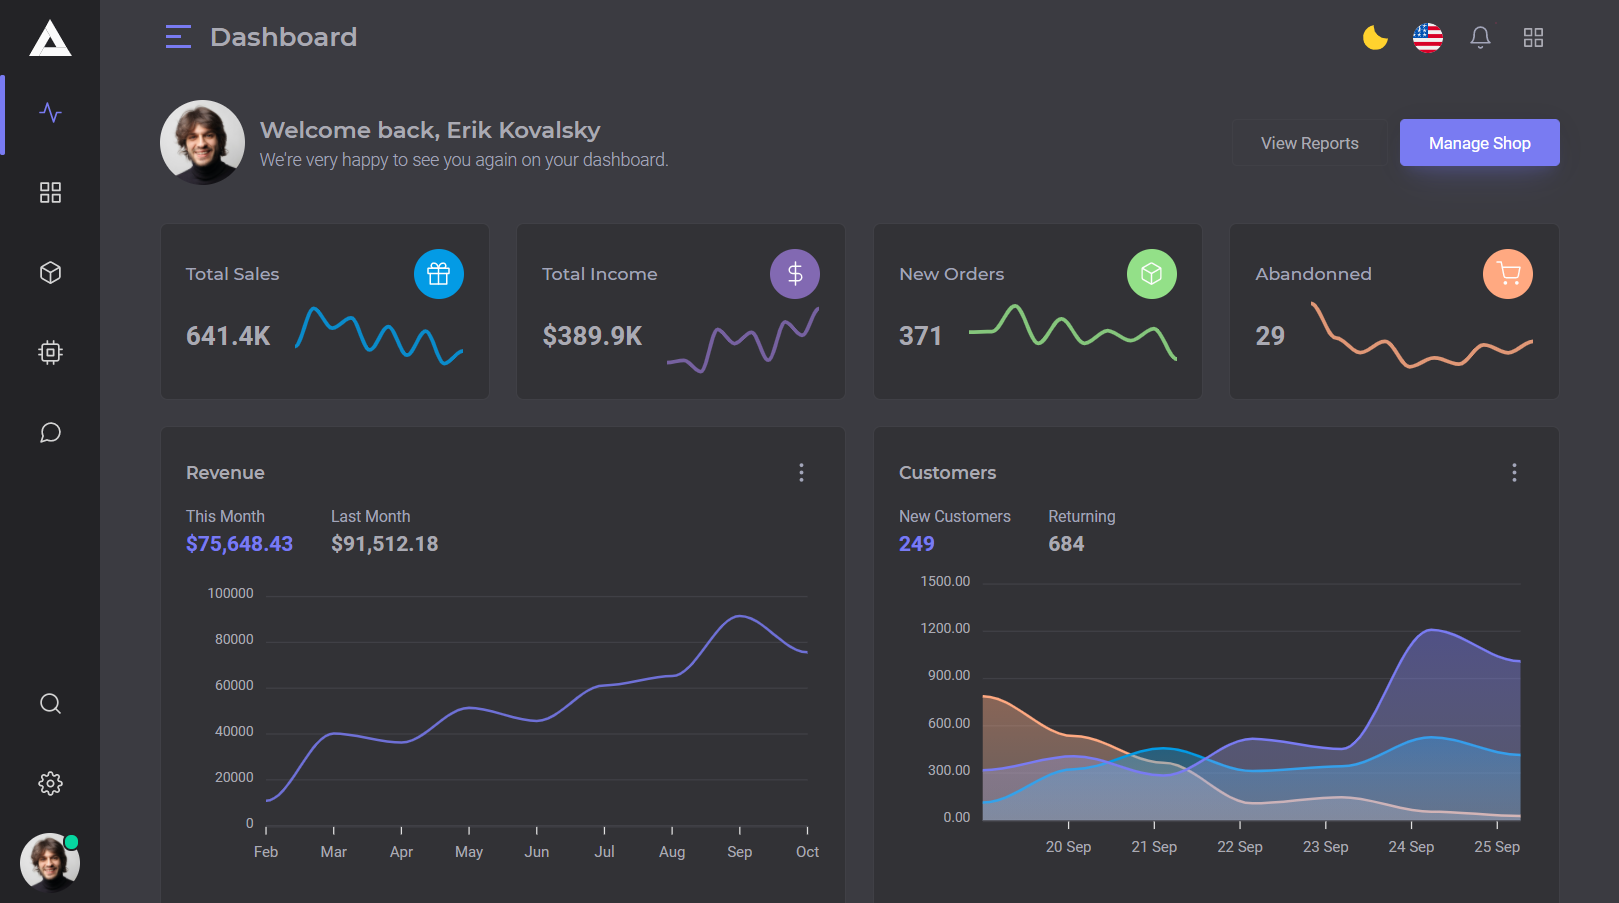 Dashboard
Welcome back, Erik Kovalsky
We're very happy to see you again on your dashboard.
View Reports
Manage Shop
Total Sales
641.4K
Total Income
$389.9K
New Orders
371
Abandonned
29
Revenue
This Month
Last Month
$75,648.43
$91,512.18
100000
80000
60000
40000
20000
0
Feb Mar Apr May Jun Jul Aug Sep Oct
Customers
New Customers
Returning
249
684
1500.00
1200.00
900.00
600.00
300.00
0.00
20 Sep 21 Sep 22 Sep 23 Sep 24 Sep 25 Sep